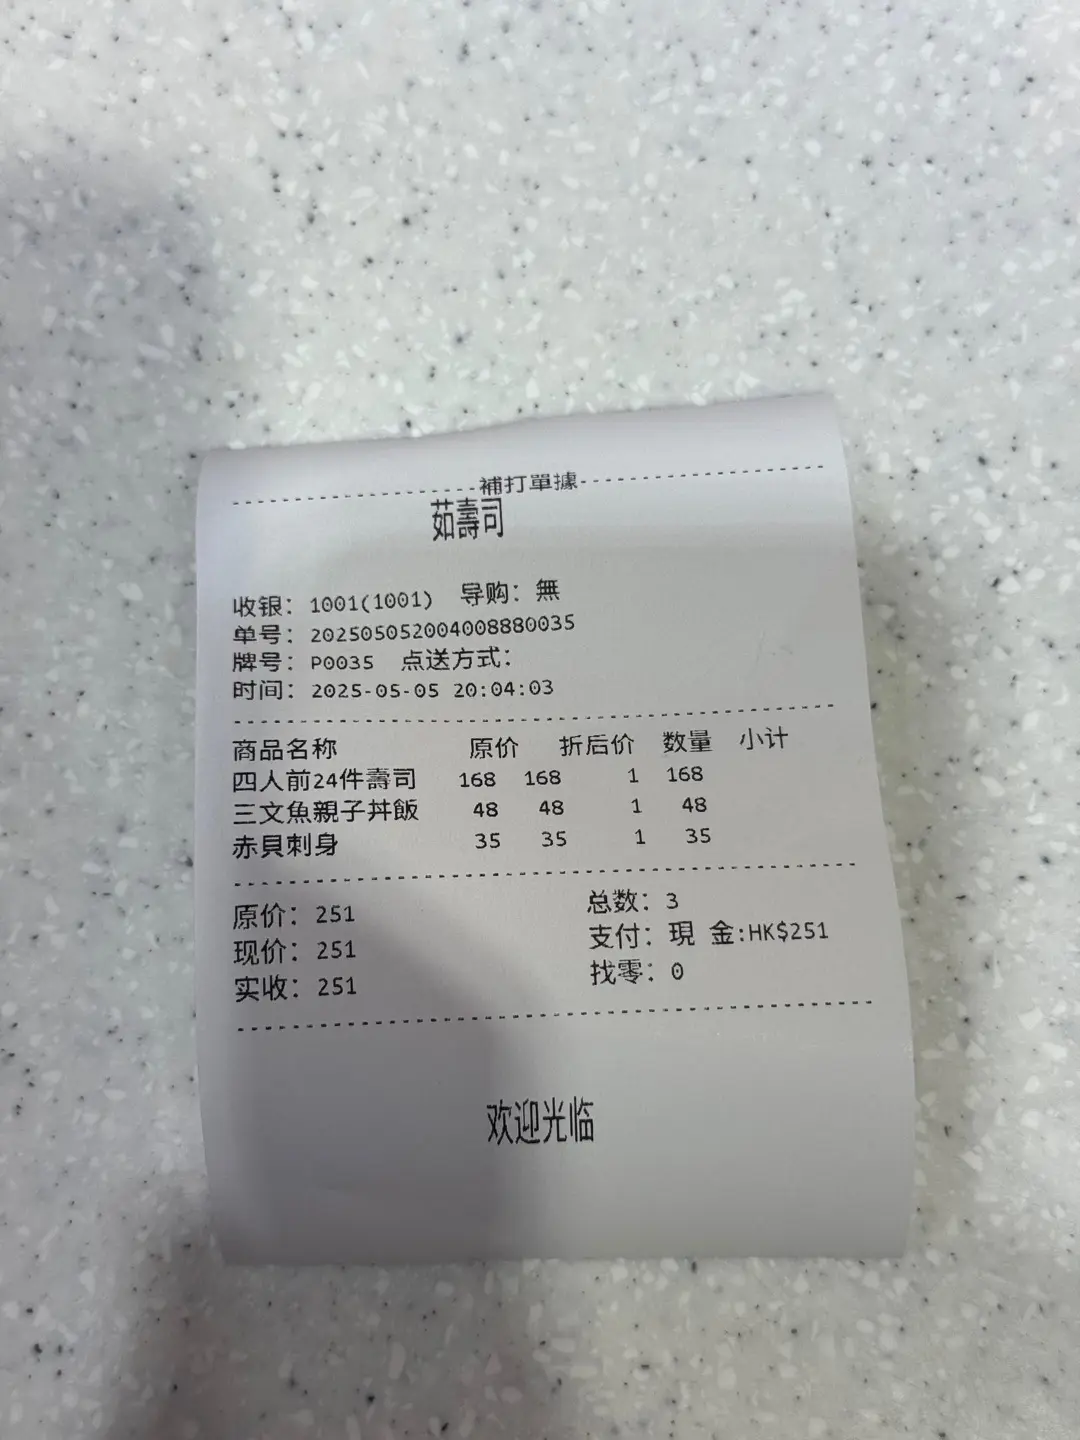 --------------------補打單據--------------------
茹壽司
收银：1001(1001) 导购：無
单号：202505052004008880035
牌号：P0035 点送方式：
时间：2025-05-05 20:04:03
商品名称 原价 折后价 数量 小计
四人前24件壽司 168 168 1 168
三文魚親子丼飯 48 48 1 48
赤貝刺身 35 35 1 35
原价：251 总数：3
现价：251 支付：現 金:HK$251
实收：251 找零：0
欢迎光临